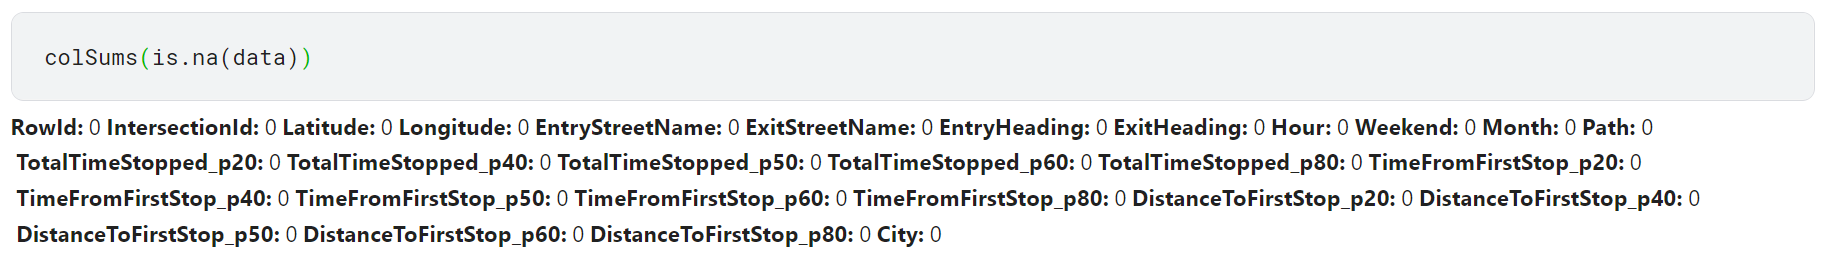 colSums(is.na(data))
RowId: 0 IntersectionId: 0 Latitude: 0 Longitude: 0 EntryStreetName: 0 ExitStreetName: 0 EntryHeading: 0 ExitHeading: 0 Hour: 0 Weekend: 0 Month: 0 Path: 0
TotalTimeStopped_p20: 0 TotalTimeStopped_p40: 0 TotalTimeStopped_p50: 0 TotalTimeStopped_p60: 0 TotalTimeStopped_p80: 0 TimeFromFirstStop_p20: 0
TimeFromFirstStop_p40: 0 TimeFromFirstStop_p50: 0 TimeFromFirstStop_p60: 0 TimeFromFirstStop_p80: 0 DistanceToFirstStop_p20: 0 DistanceToFirstStop_p40: 0
DistanceToFirstStop_p50: 0 DistanceToFirstStop_p60: 0 DistanceToFirstStop_p80: 0 City: 0